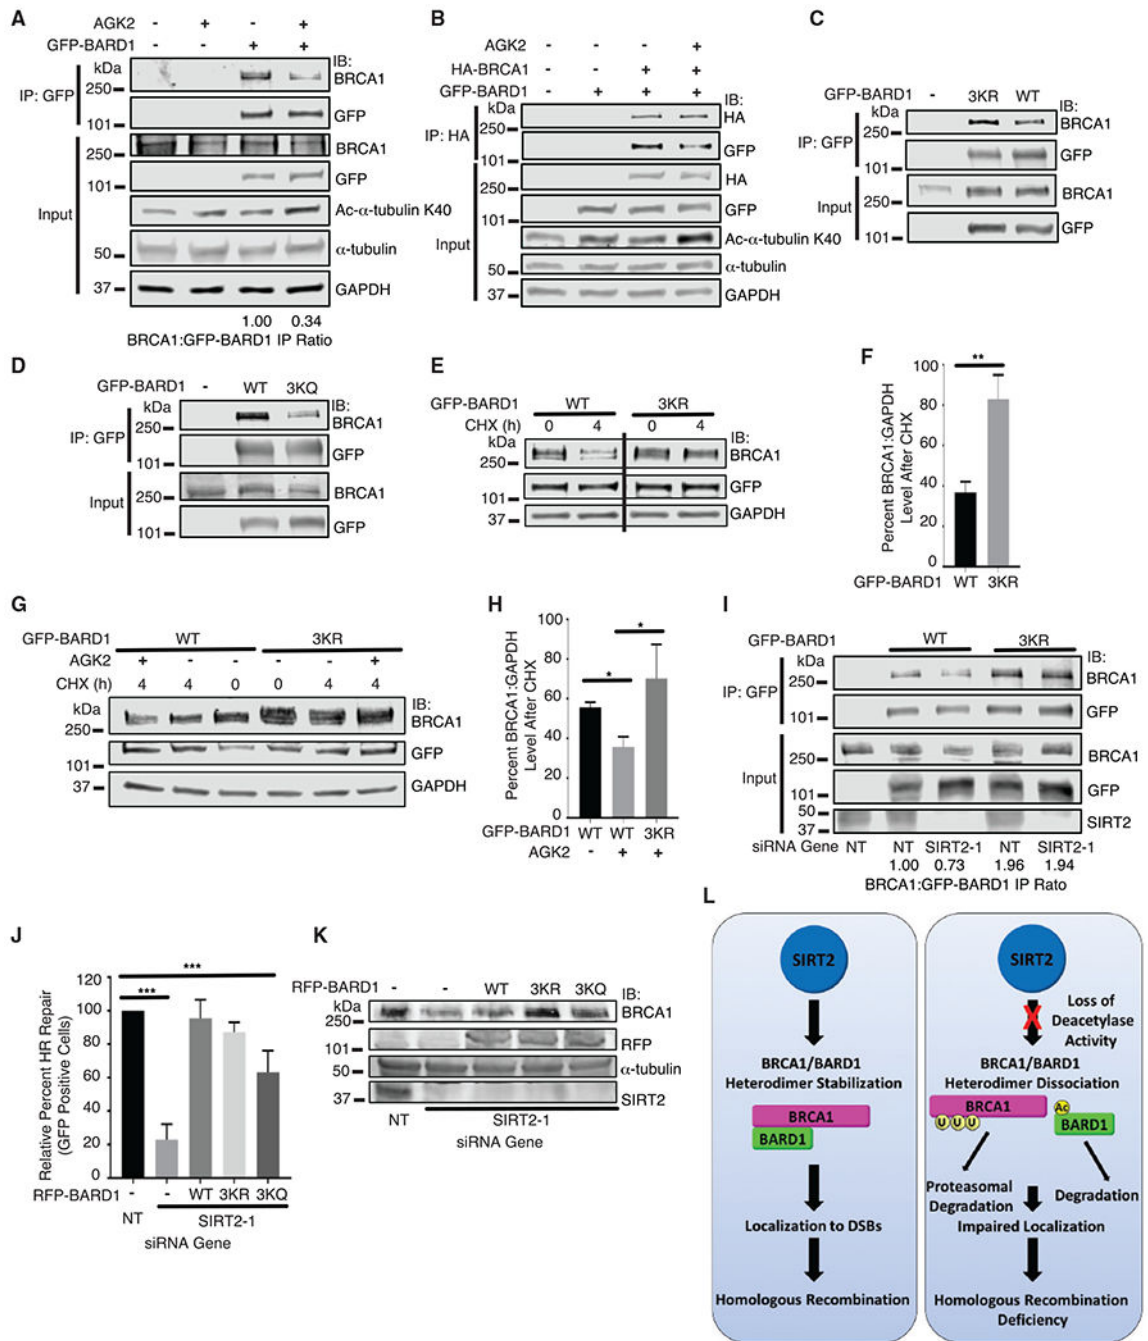 A
AGK2 - + - +
GFP-BARD1 - - + +
kDa IB:
IP: GFP
250 BRCA1
101 GFP
Input
250 BRCA1
101 GFP
Ac-α-tubulin K40
50 α-tubulin
37 GAPDH
1.00 0.34
BRCA1:GFP-BARD1 IP Ratio
B
AGK2 - - - +
HA-BRCA1 - - + +
GFP-BARD1 - + + +
kDa IB:
IP: HA
250 HA
101 GFP
Input
250 HA
101 GFP
Ac-α-tubulin K40
50 α-tubulin
37 GAPDH
C
GFP-BARD1 - 3KR WT
kDa IB:
IP: GFP
250 BRCA1
101 GFP
Input
250 BRCA1
101 GFP
D
GFP-BARD1 - WT 3KQ
kDa IB:
IP: GFP
250 BRCA1
101 GFP
Input
250 BRCA1
101 GFP
E
GFP-BARD1 WT 3KR
CHX (h) 0 4 0 4
kDa IB:
250 BRCA1
101 GFP
37 GAPDH
F
Percent BRCA1:GAPDH
Level After CHX
100
80
60
40
20
0
**
GFP-BARD1 WT 3KR
G
GFP-BARD1 WT 3KR
AGK2 + - - - - +
CHX (h) 4 4 0 0 4 4
kDa IB:
250 BRCA1
101 GFP
37 GAPDH
H
Percent BRCA1:GAPDH
Level After CHX
100
80
60
40
20
0
* *
GFP-BARD1 WT WT 3KR
AGK2 - + +
I
GFP-BARD1 - WT 3KR
kDa IB:
IP: GFP
250 BRCA1
101 GFP
Input
250 BRCA1
101 GFP
50
37 SIRT2
siRNA Gene NT NT SIRT2-1 NT SIRT2-1
1.00 0.73 1.96 1.94
BRCA1:GFP-BARD1 IP Rato
J
Relative Percent HR Repair
(GFP Positive Cells)
120
100
80
60
40
20
0
***
***
RFP-BARD1 - - WT 3KR 3KQ
NT SIRT2-1
siRNA Gene
K
RFP-BARD1 - - WT 3KR 3KQ
kDa IB:
250 BRCA1
101 RFP
50 α-tubulin
37 SIRT2
NT SIRT2-1
siRNA Gene
L
SIRT2
BRCA1/BARD1
Heterodimer Stabilization
BRCA1
BARD1
Localization to DSBs
Homologous Recombination
SIRT2
X
Loss of
Deacetylase
Activity
BRCA1/BARD1
Heterodimer Dissociation
BRCA1
Ac
U U U
BARD1
Proteasomal
Degradation
Degradation
Impaired Localization
Homologous Recombination
Deficiency